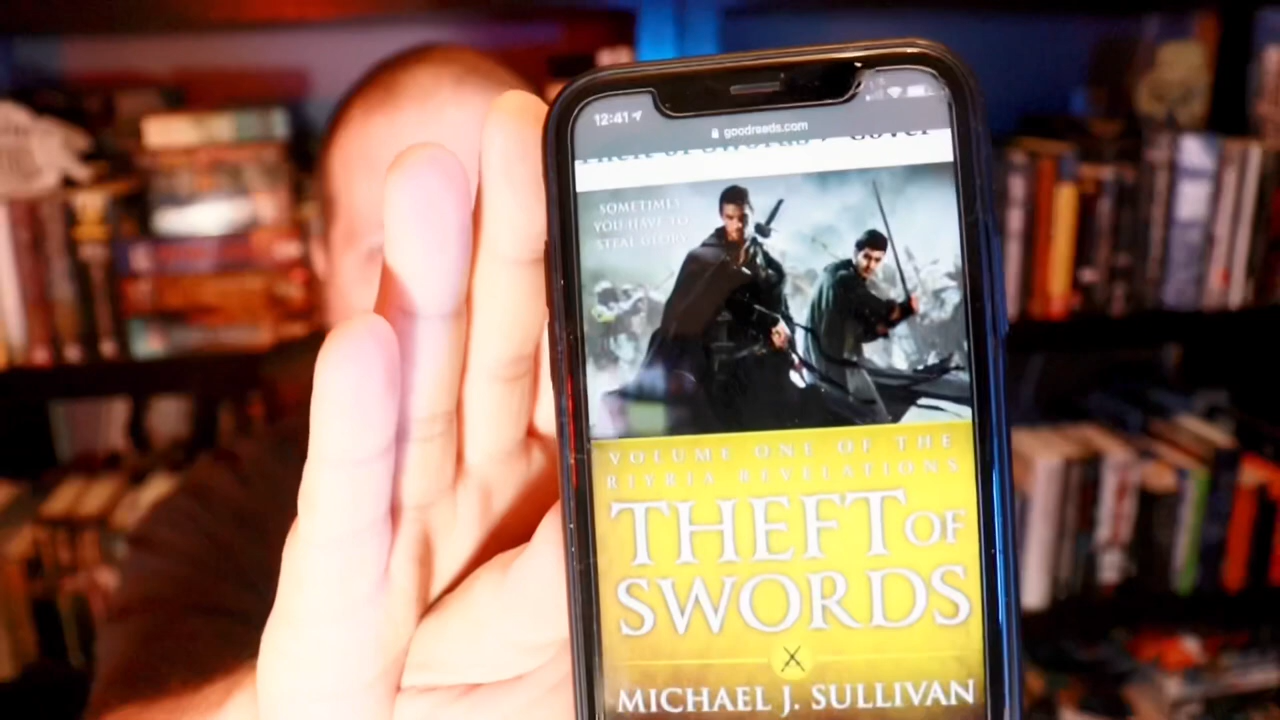 12:41
goodreads.com
SOMETIMES
YOU HAVE TO
STEAL GLORY
VOLUME ONE OF THE
RIYRIA REVELATIONS
THEFT OF
SWORDS
MICHAEL J. SULLIVAN